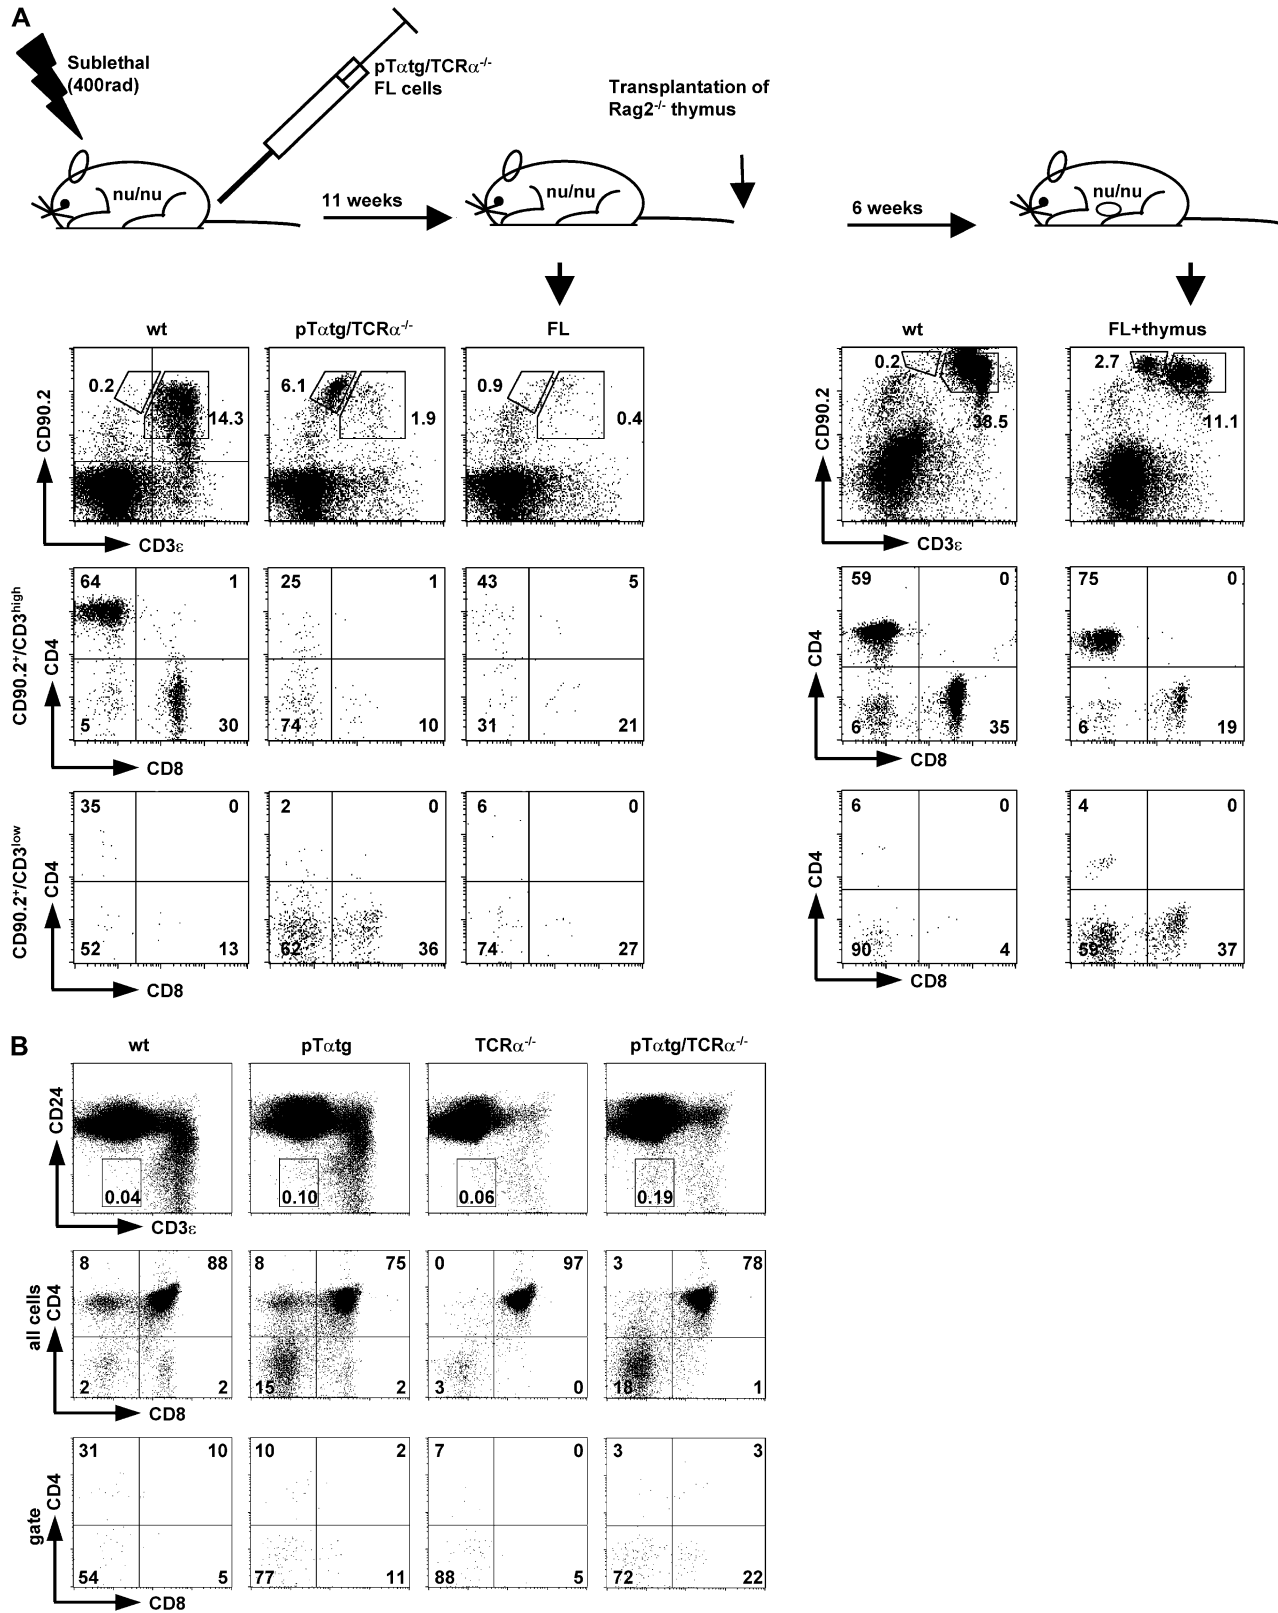 A
Sublethal
(400rad)
pTαtg/TCRα-/-
FL cells
Transplantation of
Rag2-/- thymus
nu/nu
11 weeks
nu/nu
6 weeks
nu/nu
wt
pTαtg/TCRα-/-
FL
wt
FL+thymus
CD90.2
0.2
14.3
6.1
1.9
0.9
0.4
CD90.2
0.2
38.5
2.7
11.1
CD3ε
CD3ε
CD90.2+/CD3high
CD4
64
1
5
30
25
1
74
10
43
5
31
21
CD4
59
0
6
35
75
0
6
19
CD8
CD8
CD90.2+/CD3low
CD4
35
0
52
13
2
0
62
36
6
0
74
27
CD4
6
0
90
4
4
0
59
37
CD8
CD8
B
wt
pTαtg
TCRα-/-
pTαtg/TCRα-/-
CD24
0.04
0.10
0.06
0.19
CD3ε
all cells
CD4
8
88
2
2
8
75
15
2
0
97
3
0
3
78
18
1
CD8
gate
CD4
31
10
54
5
10
2
77
11
7
0
88
5
3
3
72
22
CD8